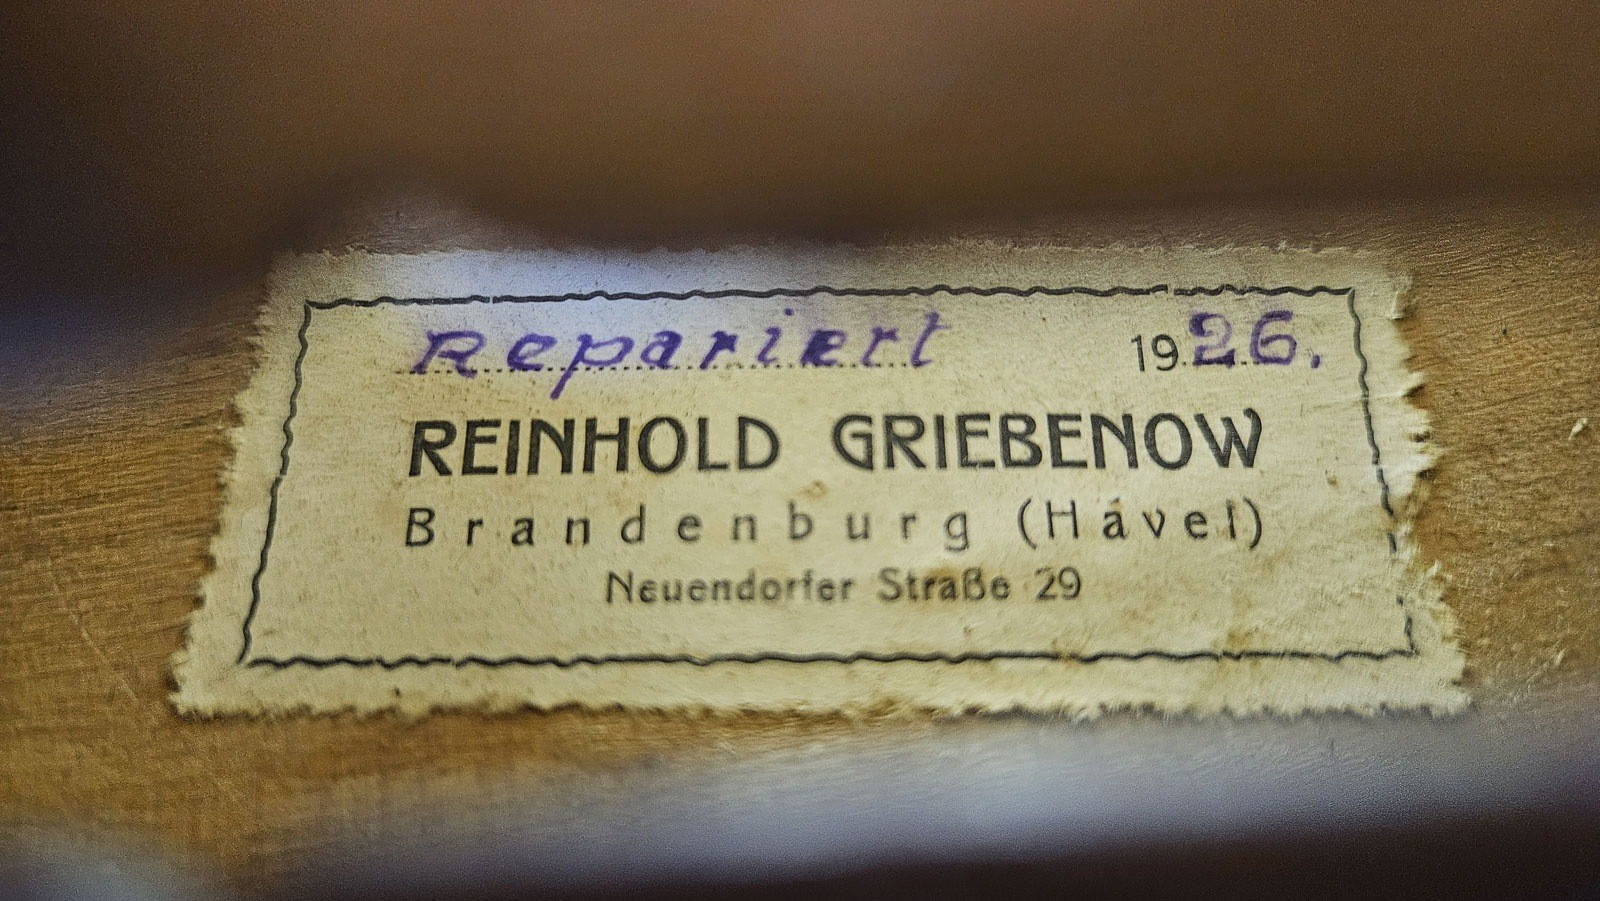 Repariert 1926.
REINHOLD GRIEBENOW
Brandenburg (Havel)
Neuendorfer Straße 29